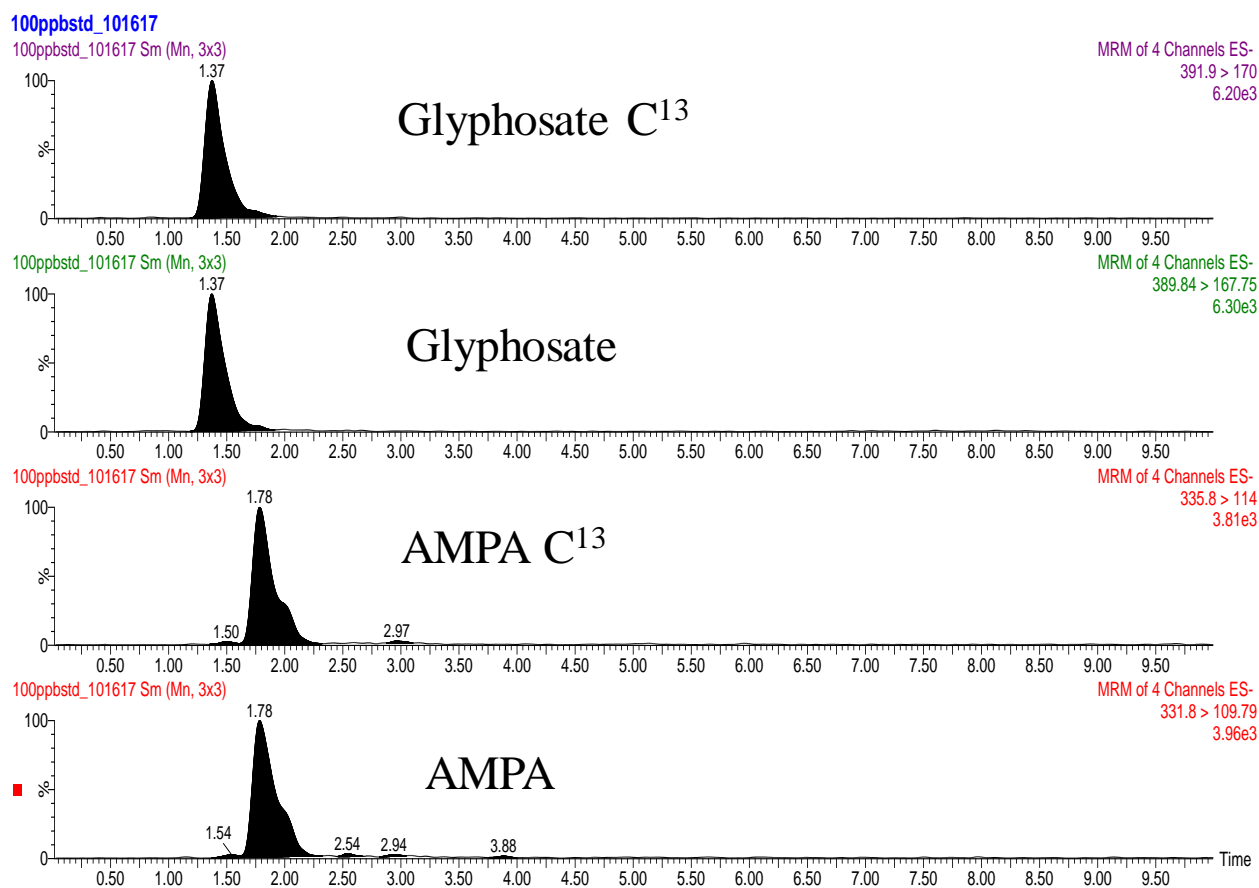 100ppbstd_101617
100ppbstd_101617 Sm (Mn, 3x3)
MRM of 4 Channels ES-
391.9 > 170
6.20e3
1.37
100
%
0
Glyphosate C¹³
0.50 1.00 1.50 2.00 2.50 3.00 3.50 4.00 4.50 5.00 5.50 6.00 6.50 7.00 7.50 8.00 8.50 9.00 9.50
100ppbstd_101617 Sm (Mn, 3x3)
MRM of 4 Channels ES-
389.84 > 167.75
6.30e3
1.37
100
%
0
Glyphosate
0.50 1.00 1.50 2.00 2.50 3.00 3.50 4.00 4.50 5.00 5.50 6.00 6.50 7.00 7.50 8.00 8.50 9.00 9.50
100ppbstd_101617 Sm (Mn, 3x3)
MRM of 4 Channels ES-
335.8 > 114
3.81e3
1.78
100
%
0
AMPA C¹³
1.50
2.97
0.50 1.00 1.50 2.00 2.50 3.00 3.50 4.00 4.50 5.00 5.50 6.00 6.50 7.00 7.50 8.00 8.50 9.00 9.50
100ppbstd_101617 Sm (Mn, 3x3)
MRM of 4 Channels ES-
331.8 > 109.79
3.96e3
1.78
100
%
0
AMPA
1.54
2.54
2.94
3.88
Time
0.50 1.00 1.50 2.00 2.50 3.00 3.50 4.00 4.50 5.00 5.50 6.00 6.50 7.00 7.50 8.00 8.50 9.00 9.50